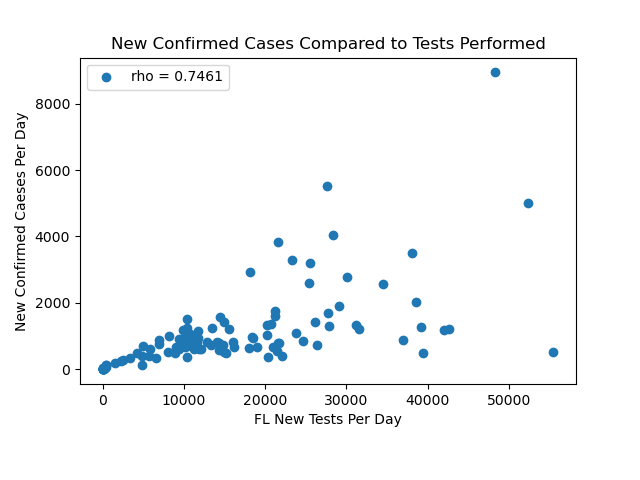 New Confirmed Cases Compared to Tests Performed
rho = 0.7461
New Confirmed Caeses Per Day
8000
6000
4000
2000
0
0 10000 20000 30000 40000 50000
FL New Tests Per Day